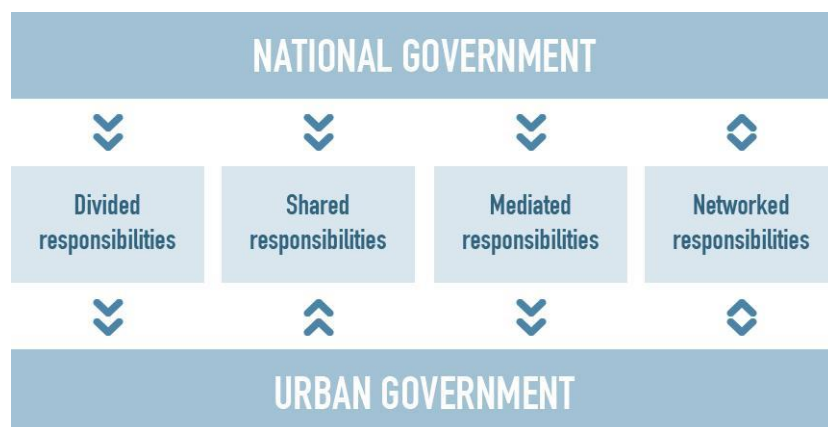 NATIONAL GOVERNMENT
Divided
responsibilities
Shared
responsibilities
Mediated
responsibilities
Networked
responsibilities
URBAN GOVERNMENT